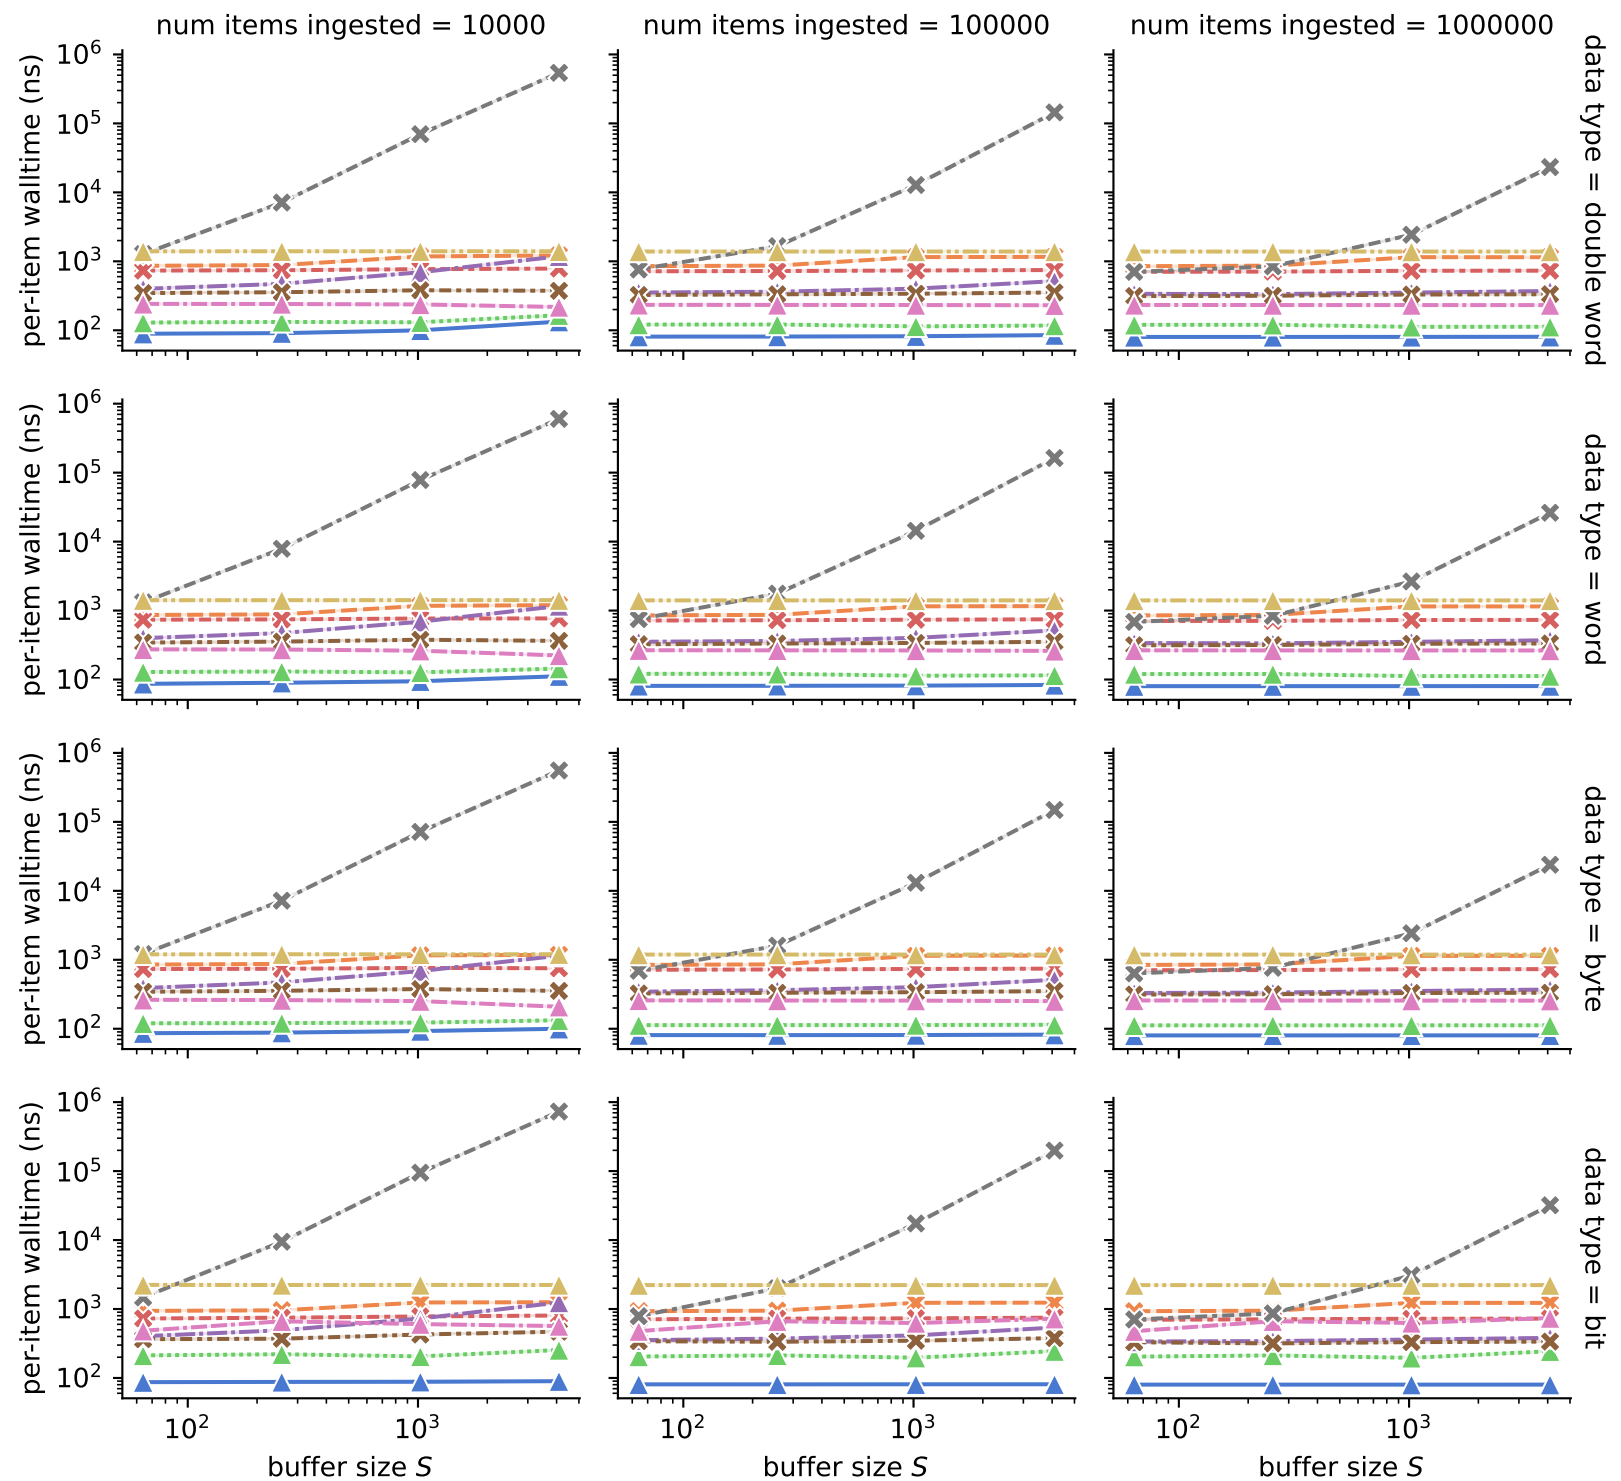 num items ingested = 10000
num items ingested = 100000
num items ingested = 1000000
per-item walltime (ns)
10^6
10^5
10^4
10^3
10^2
data type = double word
per-item walltime (ns)
10^6
10^5
10^4
10^3
10^2
data type = word
per-item walltime (ns)
10^6
10^5
10^4
10^3
10^2
data type = byte
per-item walltime (ns)
10^6
10^5
10^4
10^3
10^2
data type = bit
10^2
10^3
10^2
10^3
10^2
10^3
buffer size S
buffer size S
buffer size S